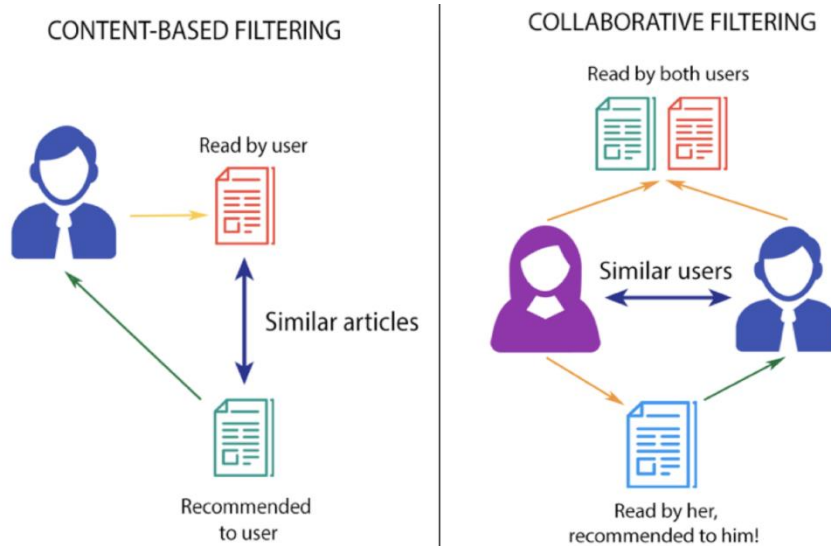 CONTENT-BASED FILTERING
Read by user
Similar articles
Recommended
to user
COLLABORATIVE FILTERING
Read by both users
Similar users
Read by her,
recommended to him!